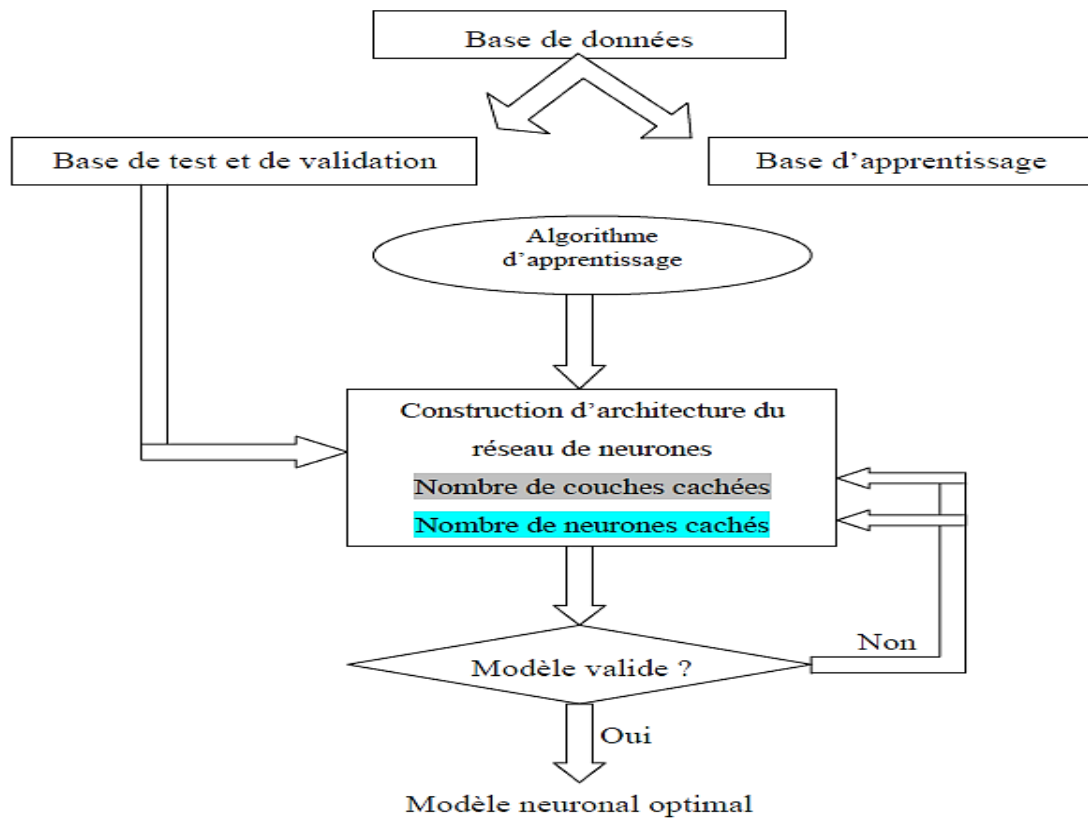 Base de données
Base de test et de validation
Base d'apprentissage
Algorithme
d'apprentissage
Construction d'architecture du
réseau de neurones
Nombre de couches cachées
Nombre de neurones cachés
Non
Modèle valide ?
Oui
Modèle neuronal optimal